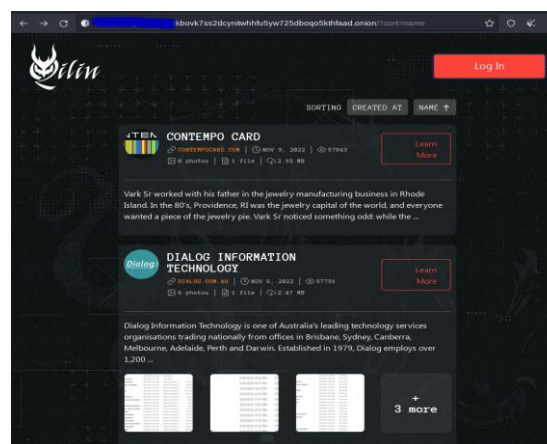 kbovk7ss2dcynitwhhfu5yw725dboqo5kthfaad.onion/?sort=name
Qilin
Log In
SORTING CREATED AT NAME ↑
CONTEMPO CARD
CONTEMPOCARD.COM | NOV 9, 2022 | 57843
8 photos | 1 file | 2.93 MB
Learn
More
Vark Sr worked with his father in the jewelry manufacturing business in Rhode
Island. In the 80's, Providence, RI was the jewelry capital of the world, and everyone
wanted a piece of the jewelry pie. Vark Sr noticed something odd: while the …
Dialog
DIALOG INFORMATION
TECHNOLOGY
DIALOG.COM.AU | NOV 6, 2022 | 57791
6 photos | 1 file | 2.47 MB
Learn
More
Dialog Information Technology is one of Australia's leading technology services
organisations trading nationally from offices in Brisbane, Sydney, Canberra,
Melbourne, Adelaide, Perth and Darwin. Established in 1979, Dialog employs over
1,200 …
+
3 more